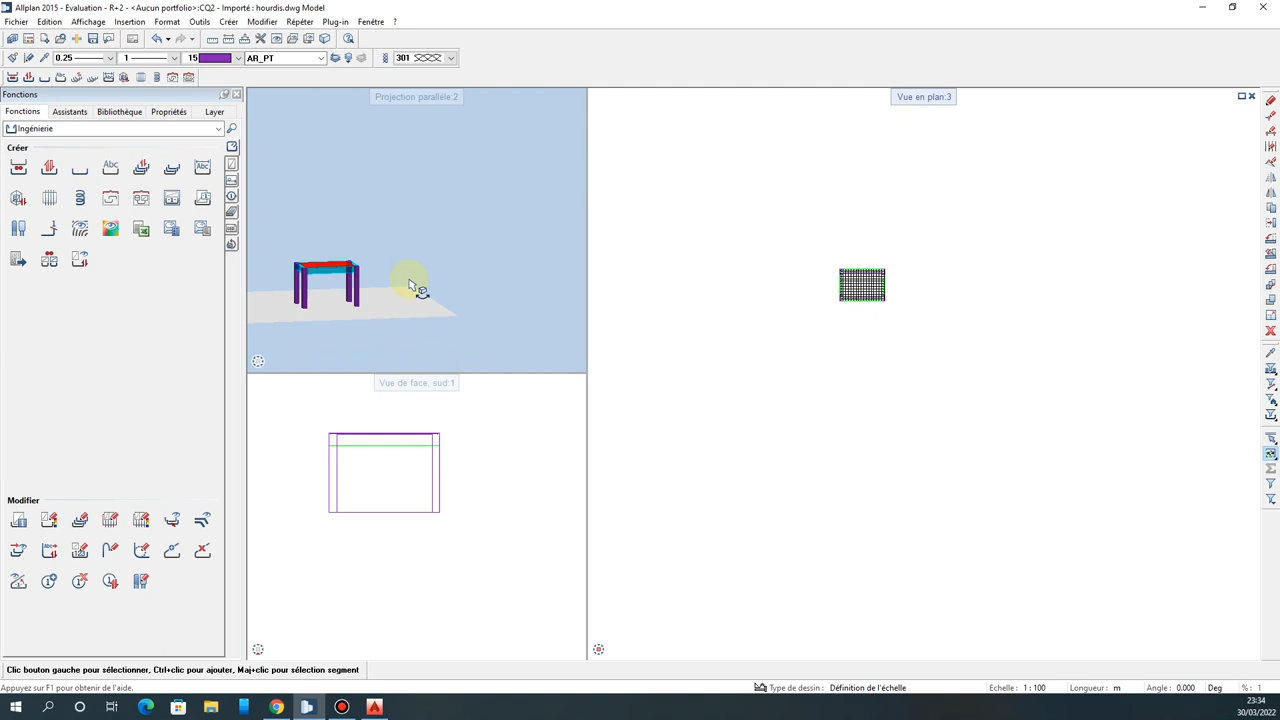 Allplan 2015 - Evaluation - R+2 - <Aucun portfolio>:CQ2 - Importé : hourdis.dwg Model
Fichier Edition Affichage Insertion Format Outils Créer Modifier Répéter Plug-in Fenêtre ?
0.25 1 15 AR_PT 301
Fonctions
Fonctions Assistants Bibliothèque Propriétés Layer
Ingénierie
Créer
Abc Abc
Projection parallèle:2
Vue en plan:3
Vue de face, sud:1
Modifier
Clic bouton gauche pour sélectionner, Ctrl+clic pour ajouter, Maj+clic pour sélection segment
Appuyez sur F1 pour obtenir de l'aide. Type de dessin : Définition de l'échelle Echelle : 1 : 100 Longueur : m Angle : 0.000 Deg % : 1
23:34
30/03/2022